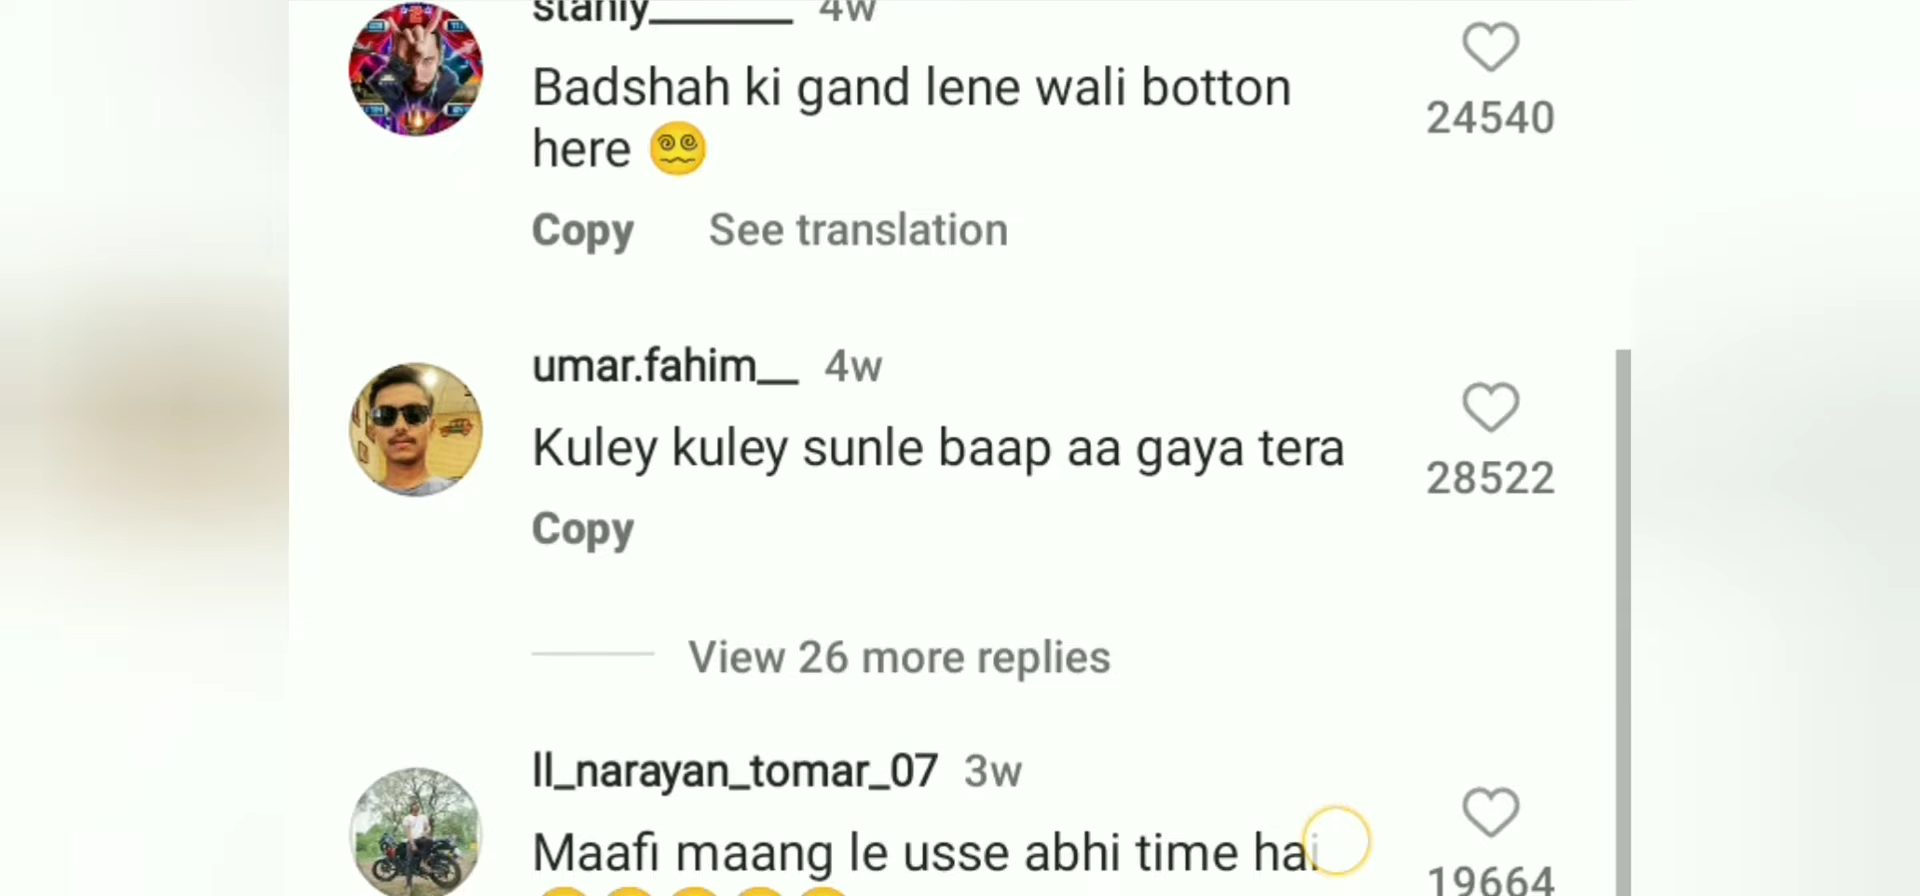 stanly________ 4w
Badshah ki gand lene wali botton
24540
here
Copy See translation
umar.fahim__ 4w
Kuley kuley sunle baap aa gaya tera
28522
Copy
View 26 more replies
ll_narayan_tomar_07 3w
Maafi maang le usse abhi time hai
19664